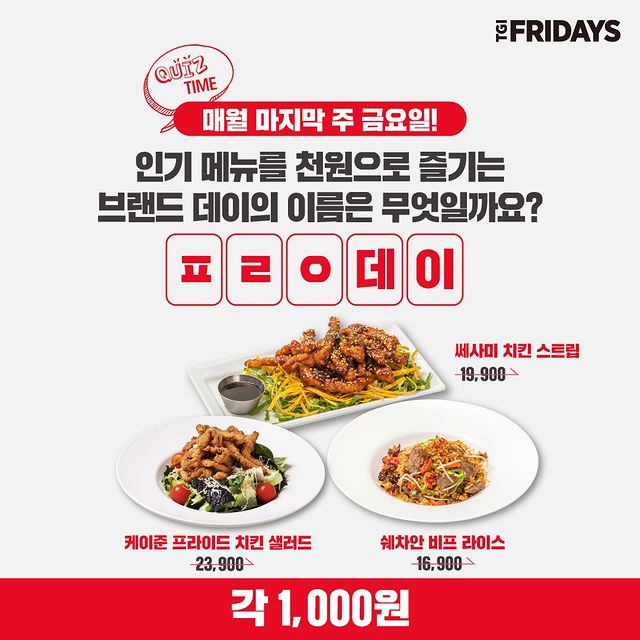 TGI FRIDAYS
QUIZ
TIME
매월 마지막 주 금요일!
인기 메뉴를 천원으로 즐기는
브랜드 데이의 이름은 무엇일까요?
ㅍㄹㅇ데이
쎄사미 치킨 스트립
19,900
케이준 프라이드 치킨 샐러드
23,900
쉐차안 비프 라이스
16,900
각 1,000원